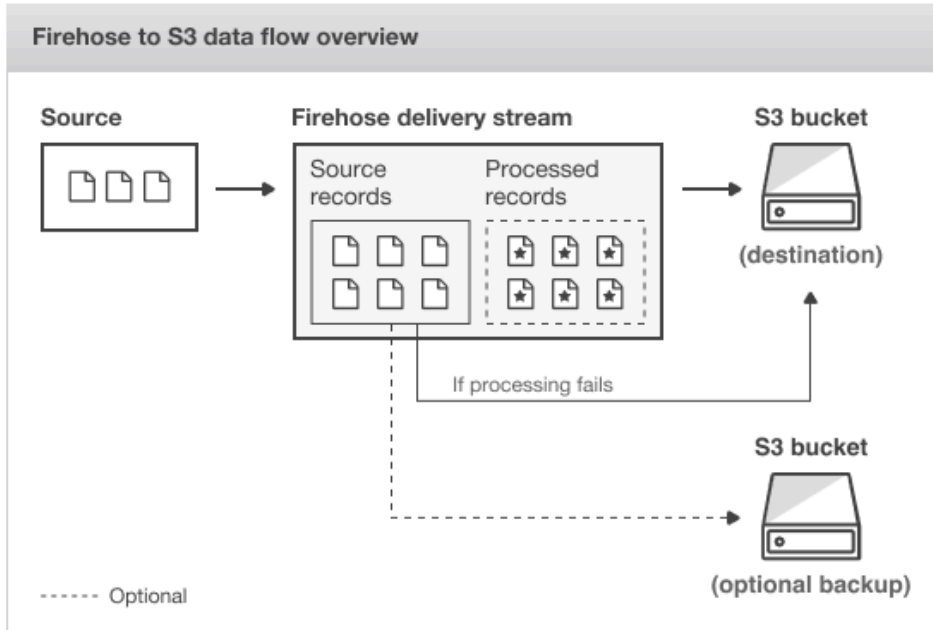 Firehose to S3 data flow overview
Source
Firehose delivery stream
S3 bucket
Source
records
Processed
records
(destination)
If processing fails
S3 bucket
(optional backup)
Optional